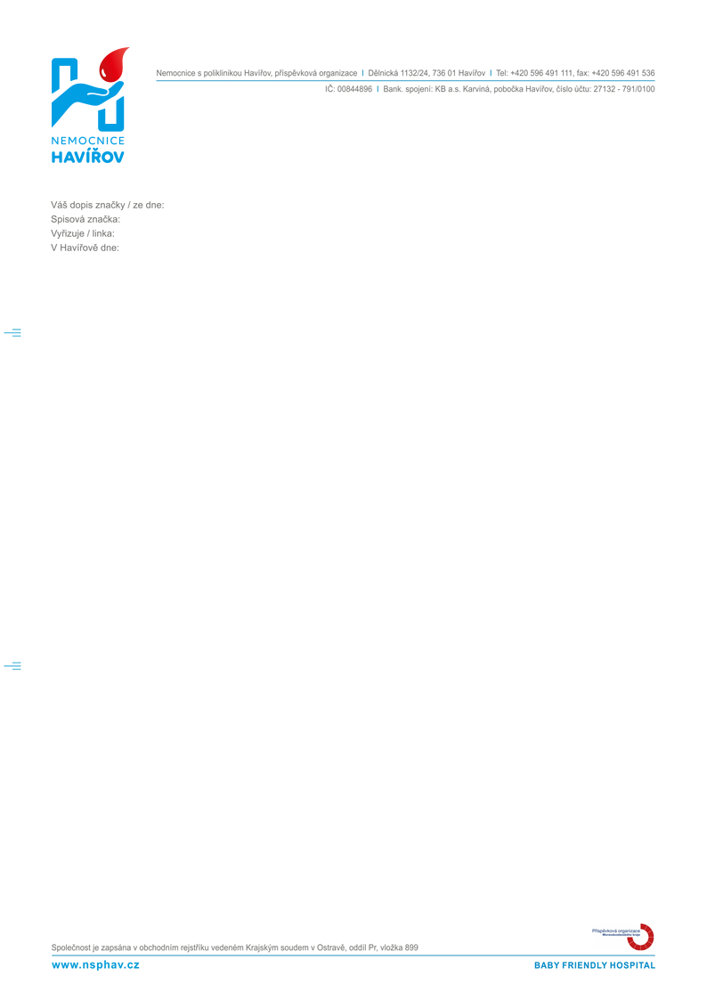 NEMOCNICE
HAVÍŘOV
Nemocnice s poliklinikou Havířov, příspěvková organizace I Dělnická 1132/24, 736 01 Havířov I Tel: +420 596 491 111, fax: +420 596 491 536
IČ: 00844896 I Bank. spojení: KB a.s. Karviná, pobočka Havířov, číslo účtu: 27132 - 791/0100
Váš dopis značky / ze dne:
Spisová značka:
Vyřizuje / linka:
V Havířově dne:
Příspěvková organizace
Moravskoslezského kraje
Společnost je zapsána v obchodním rejstříku vedeném Krajským soudem v Ostravě, oddíl Pr, vložka 899
www.nsphav.cz
BABY FRIENDLY HOSPITAL